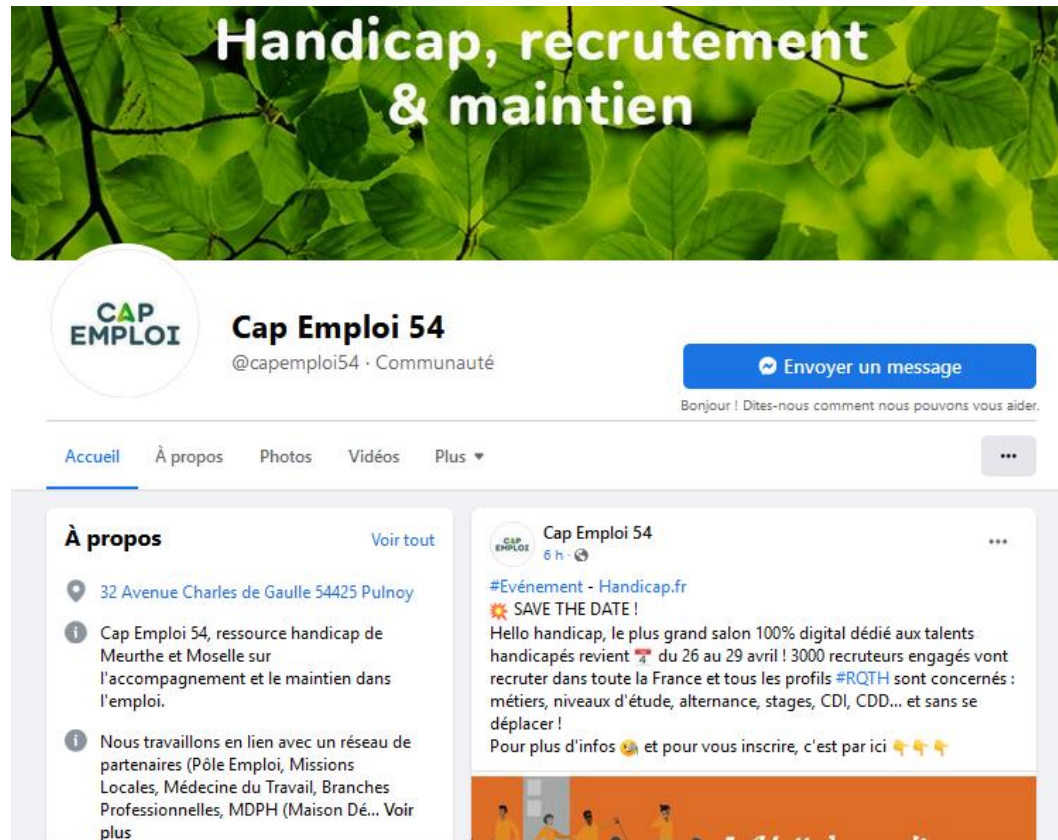 Handicap, recrutement
& maintien
CAP
EMPLOI
Cap Emploi 54
@capemploi54 · Communauté
Envoyer un message
Bonjour ! Dites-nous comment nous pouvons vous aider.
Accueil À propos Photos Vidéos Plus
À propos Voir tout
32 Avenue Charles de Gaulle 54425 Pulnoy
Cap Emploi 54, ressource handicap de
Meurthe et Moselle sur
l'accompagnement et le maintien dans
l'emploi.
Nous travaillons en lien avec un réseau de
partenaires (Pôle Emploi, Missions
Locales, Médecine du Travail, Branches
Professionnelles, MDPH (Maison Dé... Voir
plus
CAP
EMPLOI
Cap Emploi 54
6 h ·
#Evénement - Handicap.fr
💥 SAVE THE DATE !
Hello handicap, le plus grand salon 100% digital dédié aux talents
handicapés revient 📅 du 26 au 29 avril ! 3000 recruteurs engagés vont
recruter dans toute la France et tous les profils #RQTH sont concernés :
métiers, niveaux d'étude, alternance, stages, CDI, CDD... et sans se
déplacer !
Pour plus d'infos 🧐 et pour vous inscrire, c'est par ici 👇👇👇